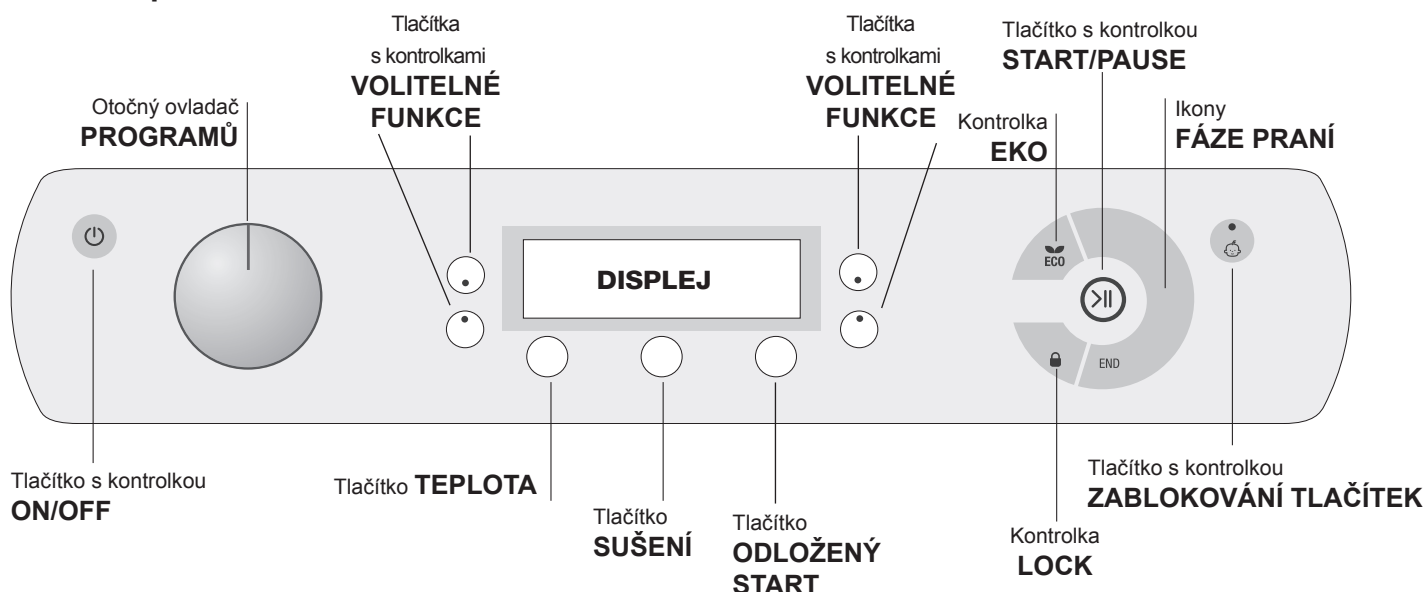 Tlačítka
s kontrolkami
VOLITELNÉ
FUNKCE
Tlačítka
s kontrolkami
VOLITELNÉ
FUNKCE
Tlačítko s kontrolkou
START/PAUSE
Otočný ovladač
PROGRAMŮ
Kontrolka
EKO
Ikony
FÁZE PRANÍ
DISPLEJ
ECO
END
Tlačítko s kontrolkou
ON/OFF
Tlačítko TEPLOTA
Tlačítko
SUŠENÍ
Tlačítko
ODLOŽENÝ
START
Tlačítko s kontrolkou
ZABLOKOVÁNÍ TLAČÍTEK
Kontrolka
LOCK